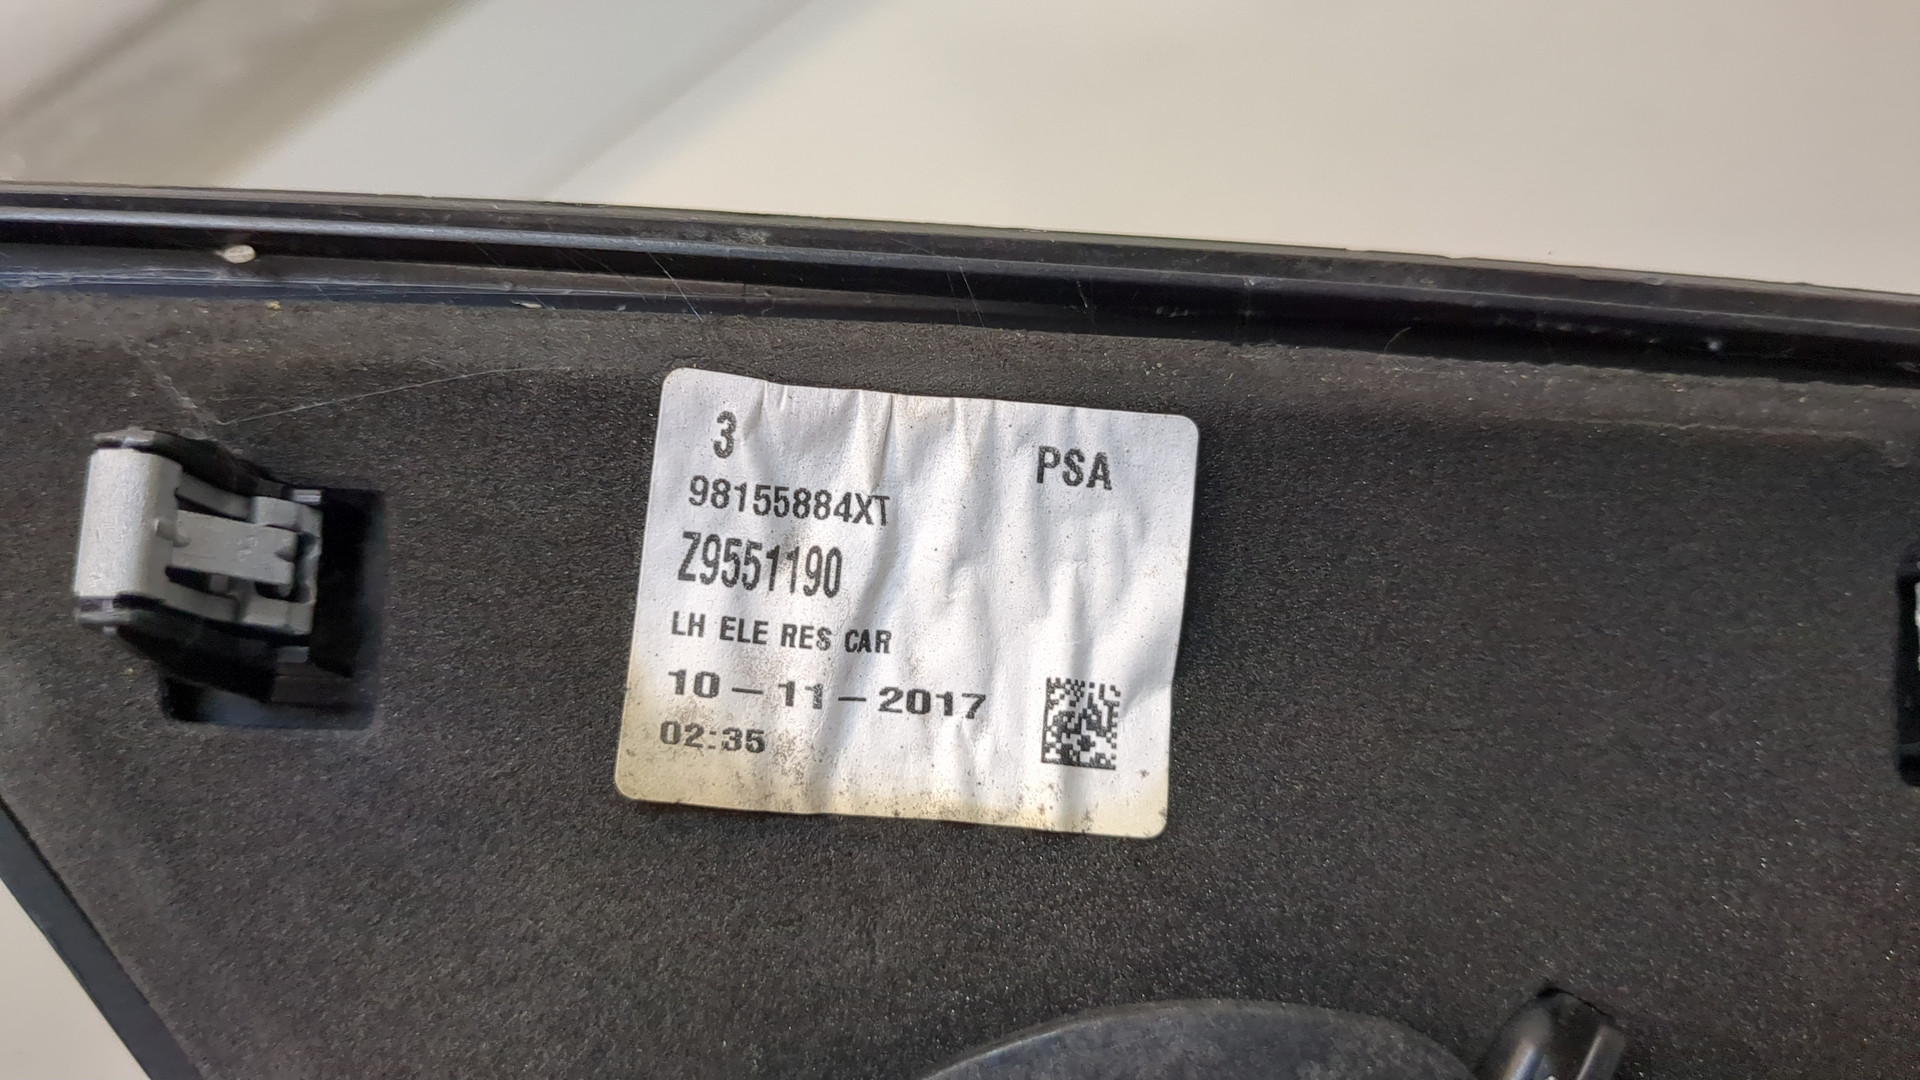 3
PSA
98155884XT
Z9551190
LH ELE RES CAR
10-11-2017
02:35